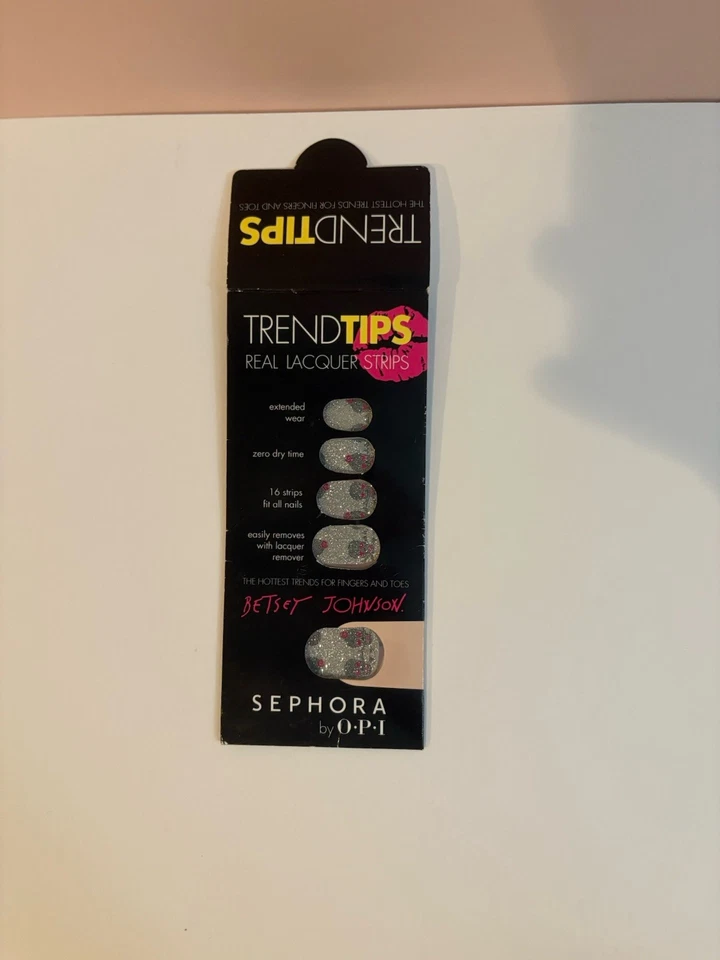 THE HOTTEST TRENDS FOR FINGERS AND TOES
TRENDTIPS
TRENDTIPS
REAL LACQUER STRIPS
extended
wear
zero dry time
16 strips
fit all nails
easily removes
with lacquer
remover
THE HOTTEST TRENDS FOR FINGERS AND TOES
BETSEY JOHNSON.
SEPHORA
by O·P·I